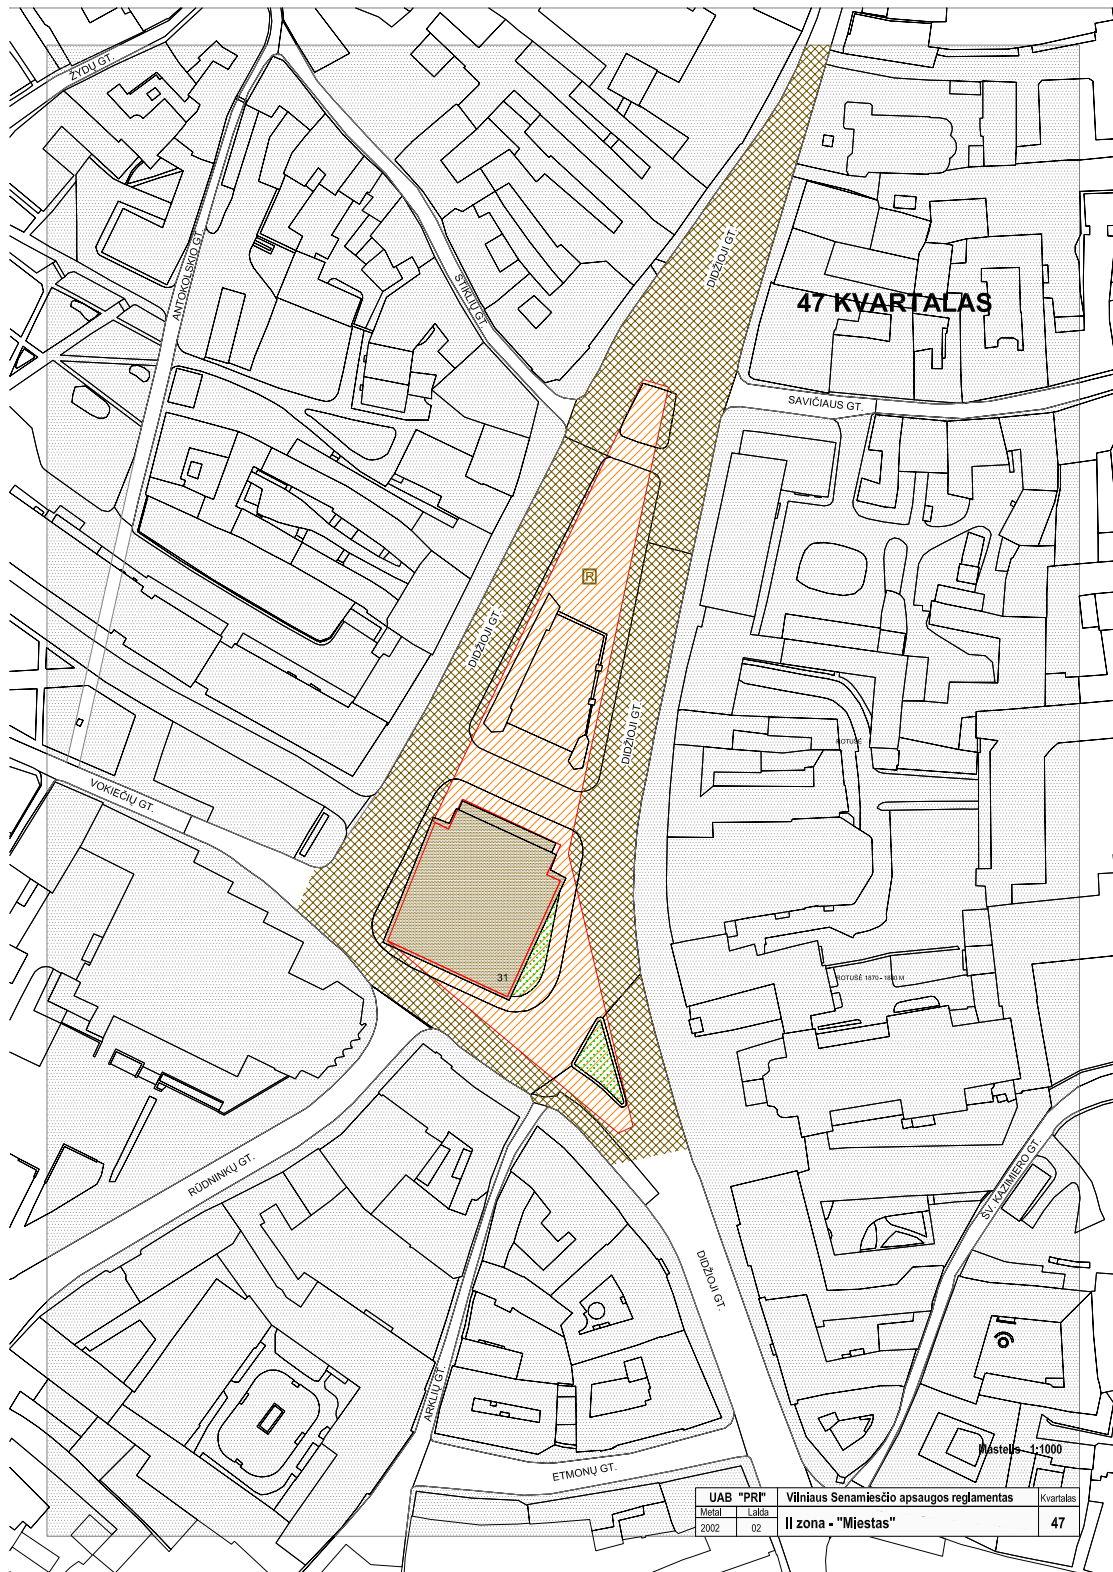 ŽYDŲ GT.
ANTOKOLSKIO GT.
STIKLIŲ GT.
DIDŽIOJI GT.
47 KVARTALAS
SAVIČIAUS GT.
R
DIDŽIOJI GT.
DIDŽIOJI GT.
ROTUŠĖ
VOKIEČIŲ GT.
31
ROTUŠĖ 1870 - 1880 M
RŪDNINKŲ GT.
ŠV. KAZIMIERO GT.
DIDŽIOJI GT.
ARKLIŲ GT.
ETMONŲ GT.
Mastelis 1:1000
UAB "PRI" Vilniaus Senamiesčio apsaugos reglamentas Kvartalas
Metai Laida
2002 02 II zona - "Miestas" 47